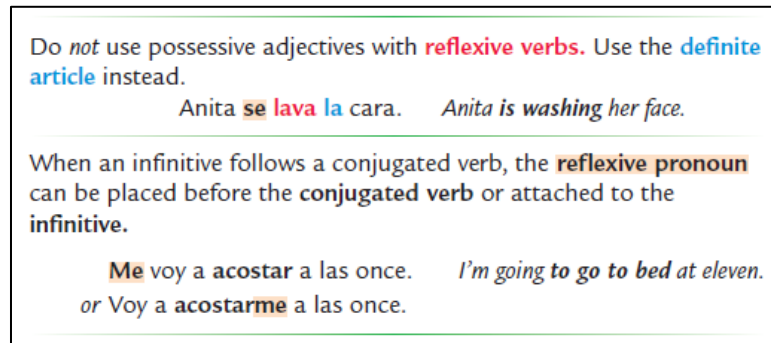 Do not use possessive adjectives with reflexive verbs. Use the definite
article instead.
Anita se lava la cara. Anita is washing her face.
When an infinitive follows a conjugated verb, the reflexive pronoun
can be placed before the conjugated verb or attached to the
infinitive.
Me voy a acostar a las once. I'm going to go to bed at eleven.
or Voy a acostarme a las once.